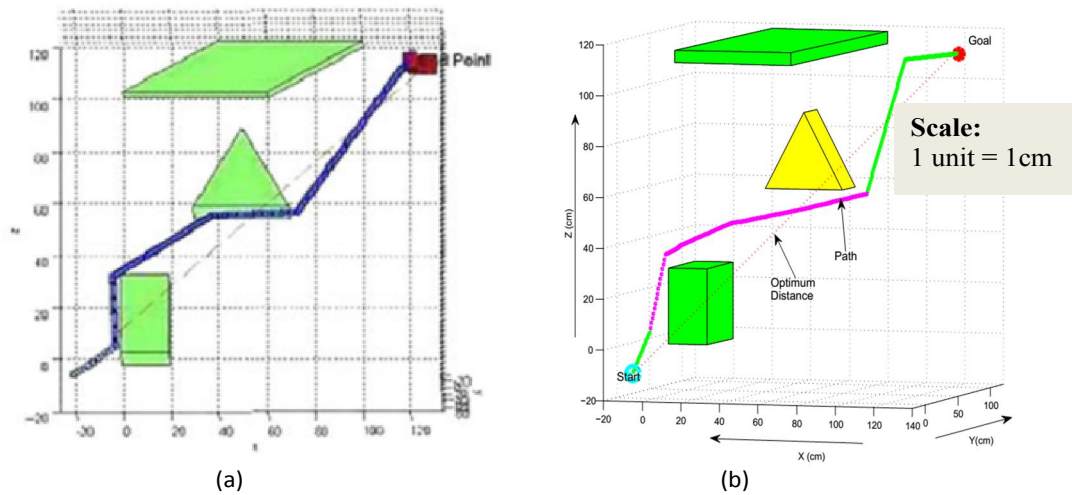 120
100
80
60
40
20
0
−20
−20 0 20 40 60 80 100 120
Point
(a)
120
100
80
60
40
20
0
−20
Z (cm)
−20 0 20 40 60 80 100 120 140
X (cm)
0 50 100
Y(cm)
Goal
Path
Optimum
Distance
Start
(b)
Scale:
1 unit = 1cm